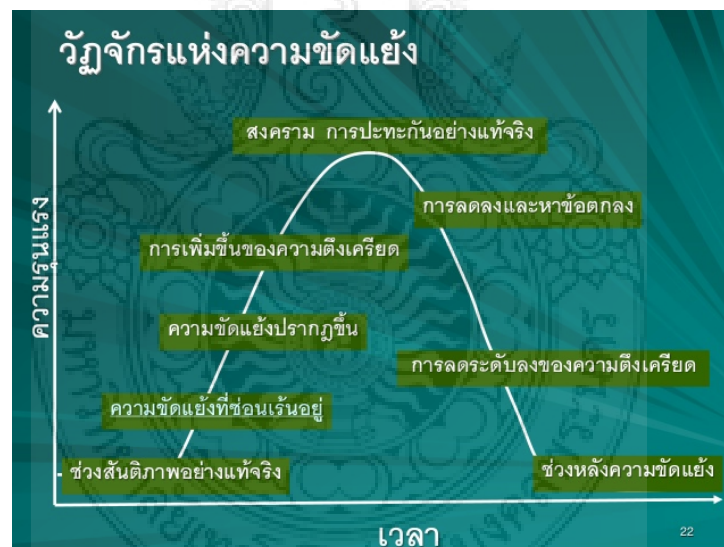 วัฏจักรแห่งความขัดแย้ง
สงคราม การปะทะกันอย่างแท้จริง
การลดลงและหาข้อตกลง
การเพิ่มขึ้นของความตึงเครียด
ความรุนแรง
ความขัดแย้งปรากฎขึ้น
การลดระดับลงของความตึงเครียด
ความขัดแย้งที่ซ่อนเร้นอยู่
ช่วงสันติภาพอย่างแท้จริง
ช่วงหลังความขัดแย้ง
เวลา
22